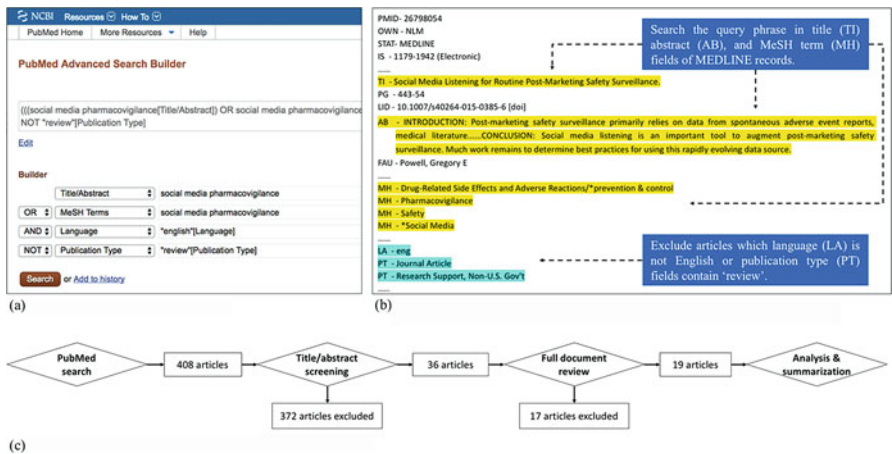 NCBI Resources How To
PubMed Home More Resources Help
PubMed Advanced Search Builder
(((social media pharmacovigilance[Title/Abstract]) OR social media pharmacovigilance
NOT "review"[Publication Type]
Edit
Builder
Title/Abstract social media pharmacovigilance
OR MeSH Terms social media pharmacovigilance
AND Language "english"[Language]
NOT Publication Type "review"[Publication Type]
Search or Add to history
(a)
PMID- 26798054
OWN - NLM
STAT- MEDLINE
IS - 1179-1942 (Electronic)
......
TI - Social Media Listening for Routine Post-Marketing Safety Surveillance.
PG - 443-54
LID - 10.1007/s40264-015-0385-6 [doi]
AB - INTRODUCTION: Post-marketing safety surveillance primarily relies on data from spontaneous adverse event reports,
medical literature......CONCLUSION: Social media listening is an important tool to augment post-marketing safety
surveillance. Much work remains to determine best practices for using this rapidly evolving data source.
FAU - Powell, Gregory E
......
MH - Drug-Related Side Effects and Adverse Reactions/*prevention & control
MH - Pharmacovigilance
MH - Safety
MH - *Social Media
......
LA - eng
PT - Journal Article
PT - Research Support, Non-U.S. Gov't
......
Search the query phrase in title (TI)
abstract (AB), and MeSH term (MH)
fields of MEDLINE records.
Exclude articles which language (LA) is
not English or publication type (PT)
fields contain ‘review’.
(b)
PubMed
search
408 articles
Title/abstract
screening
36 articles
Full document
review
19 articles
Analysis &
summarization
372 articles excluded
17 articles excluded
(c)